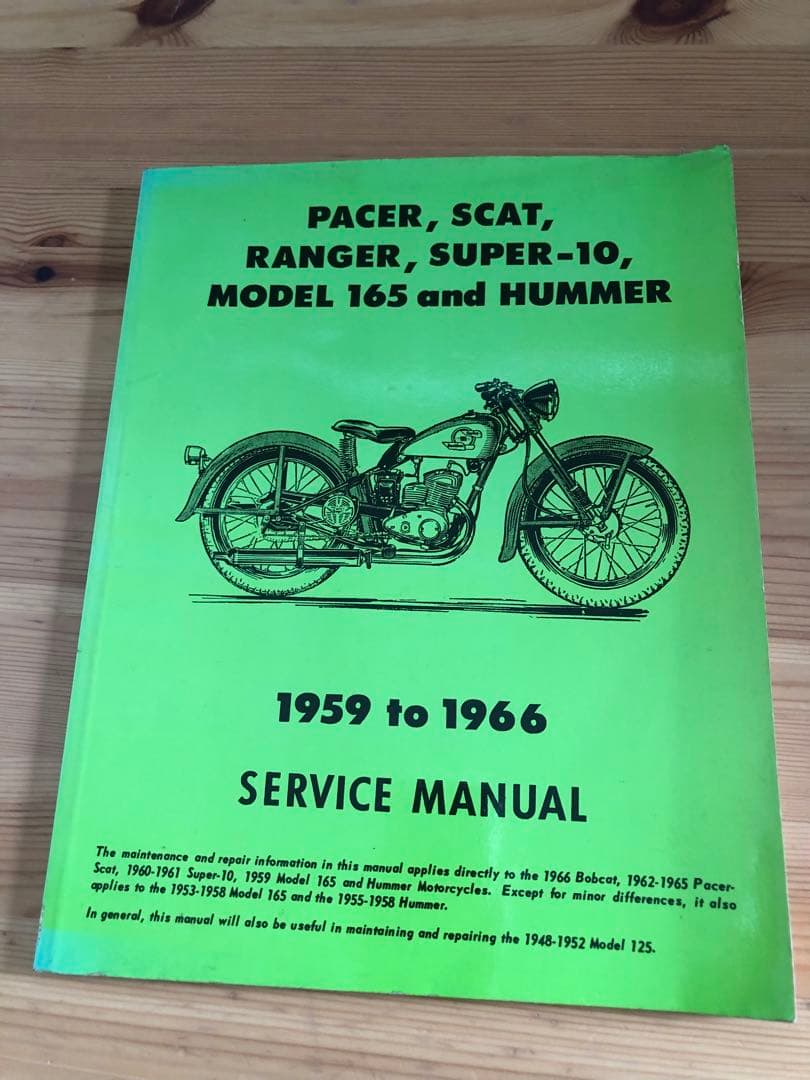 PACER, SCAT,
RANGER, SUPER-10,
MODEL 165 and HUMMER
1959 to 1966
SERVICE MANUAL
The maintenance and repair information in this manual applies directly to the 1966 Bobcat, 1962-1965 Pacer-
Scat, 1960-1961 Super-10, 1959 Model 165 and Hummer Motorcycles. Except for minor differences, it also
applies to the 1953-1958 Model 165 and the 1955-1958 Hummer.
In general, this manual will also be useful in maintaining and repairing the 1948-1952 Model 125.